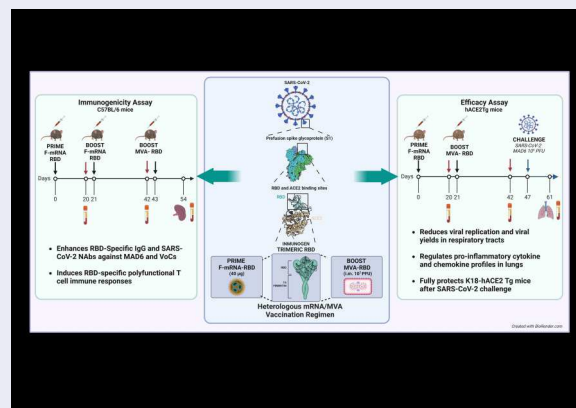 Immunogenicity Assay
C57BL/6 mice
PRIME
F-mRNA
RBD
BOOST
F-mRNA
RBD
BOOST
MVA- RBD
Days
0
20 21
42 43
54
• Enhances RBD-Specific IgG and SARS-
CoV-2 NAbs against MAD6 and VoCs
• Induces RBD-specific polyfunctional T
cell immune responses
SARS-CoV-2
Prefusion spike glycoprotein (S1)
RBD and ACE2 binding sites
RBD
IMMUNOGEN
TRIMERIC RBD
PRIME
F-mRNA-RBD
(40 µg)
BOOST
MVA-RBD
Heterologous mRNA/MVA
Vaccination Regimen
Efficacy Assay
hACE2Tg mice
PRIME
F-mRNA
RBD
BOOST
MVA- RBD
CHALLENGE
SARS-CoV-2
Days
0
20 21
42
47
61
• Reduces viral replication and viral
yields in respiratory tracts
• Regulates pro-inflammatory cytokine
and chemokine profiles in lungs
• Fully protects K18-hACE2 Tg mice
after SARS-CoV-2 challenge
Created with BioRender.com